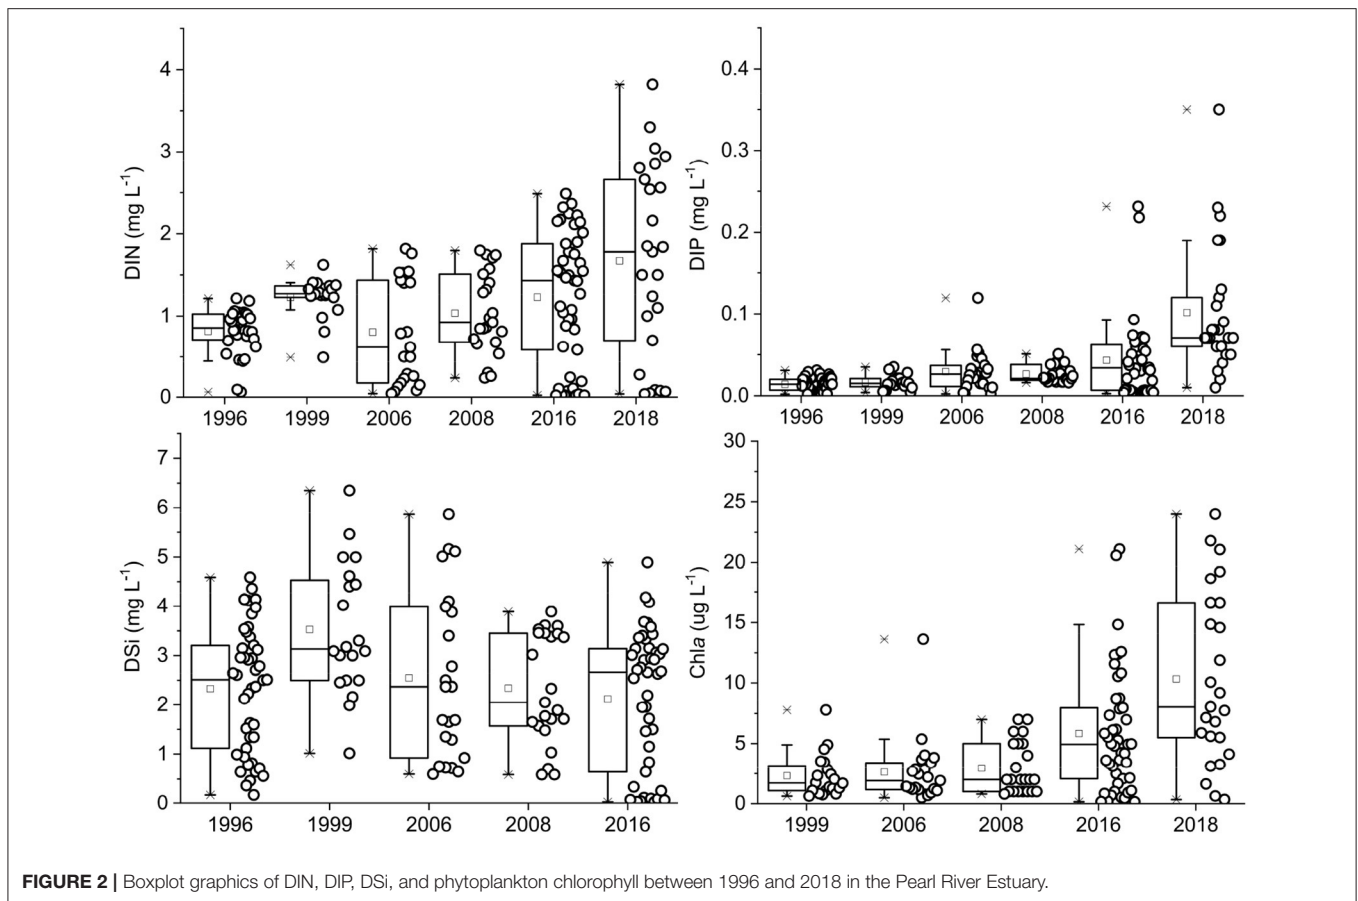 4
3
2
1
0
DIN (mg L⁻¹)
1996 1999 2006 2008 2016 2018
0.4
0.3
0.2
0.1
0.0
DIP (mg L⁻¹)
1996 1999 2006 2008 2016 2018
7
6
5
4
3
2
1
0
DSi (mg L⁻¹)
1996 1999 2006 2008 2016
30
25
20
15
10
5
0
Chla (ug L⁻¹)
1999 2006 2008 2016 2018
FIGURE 2 | Boxplot graphics of DIN, DIP, DSi, and phytoplankton chlorophyll between 1996 and 2018 in the Pearl River Estuary.